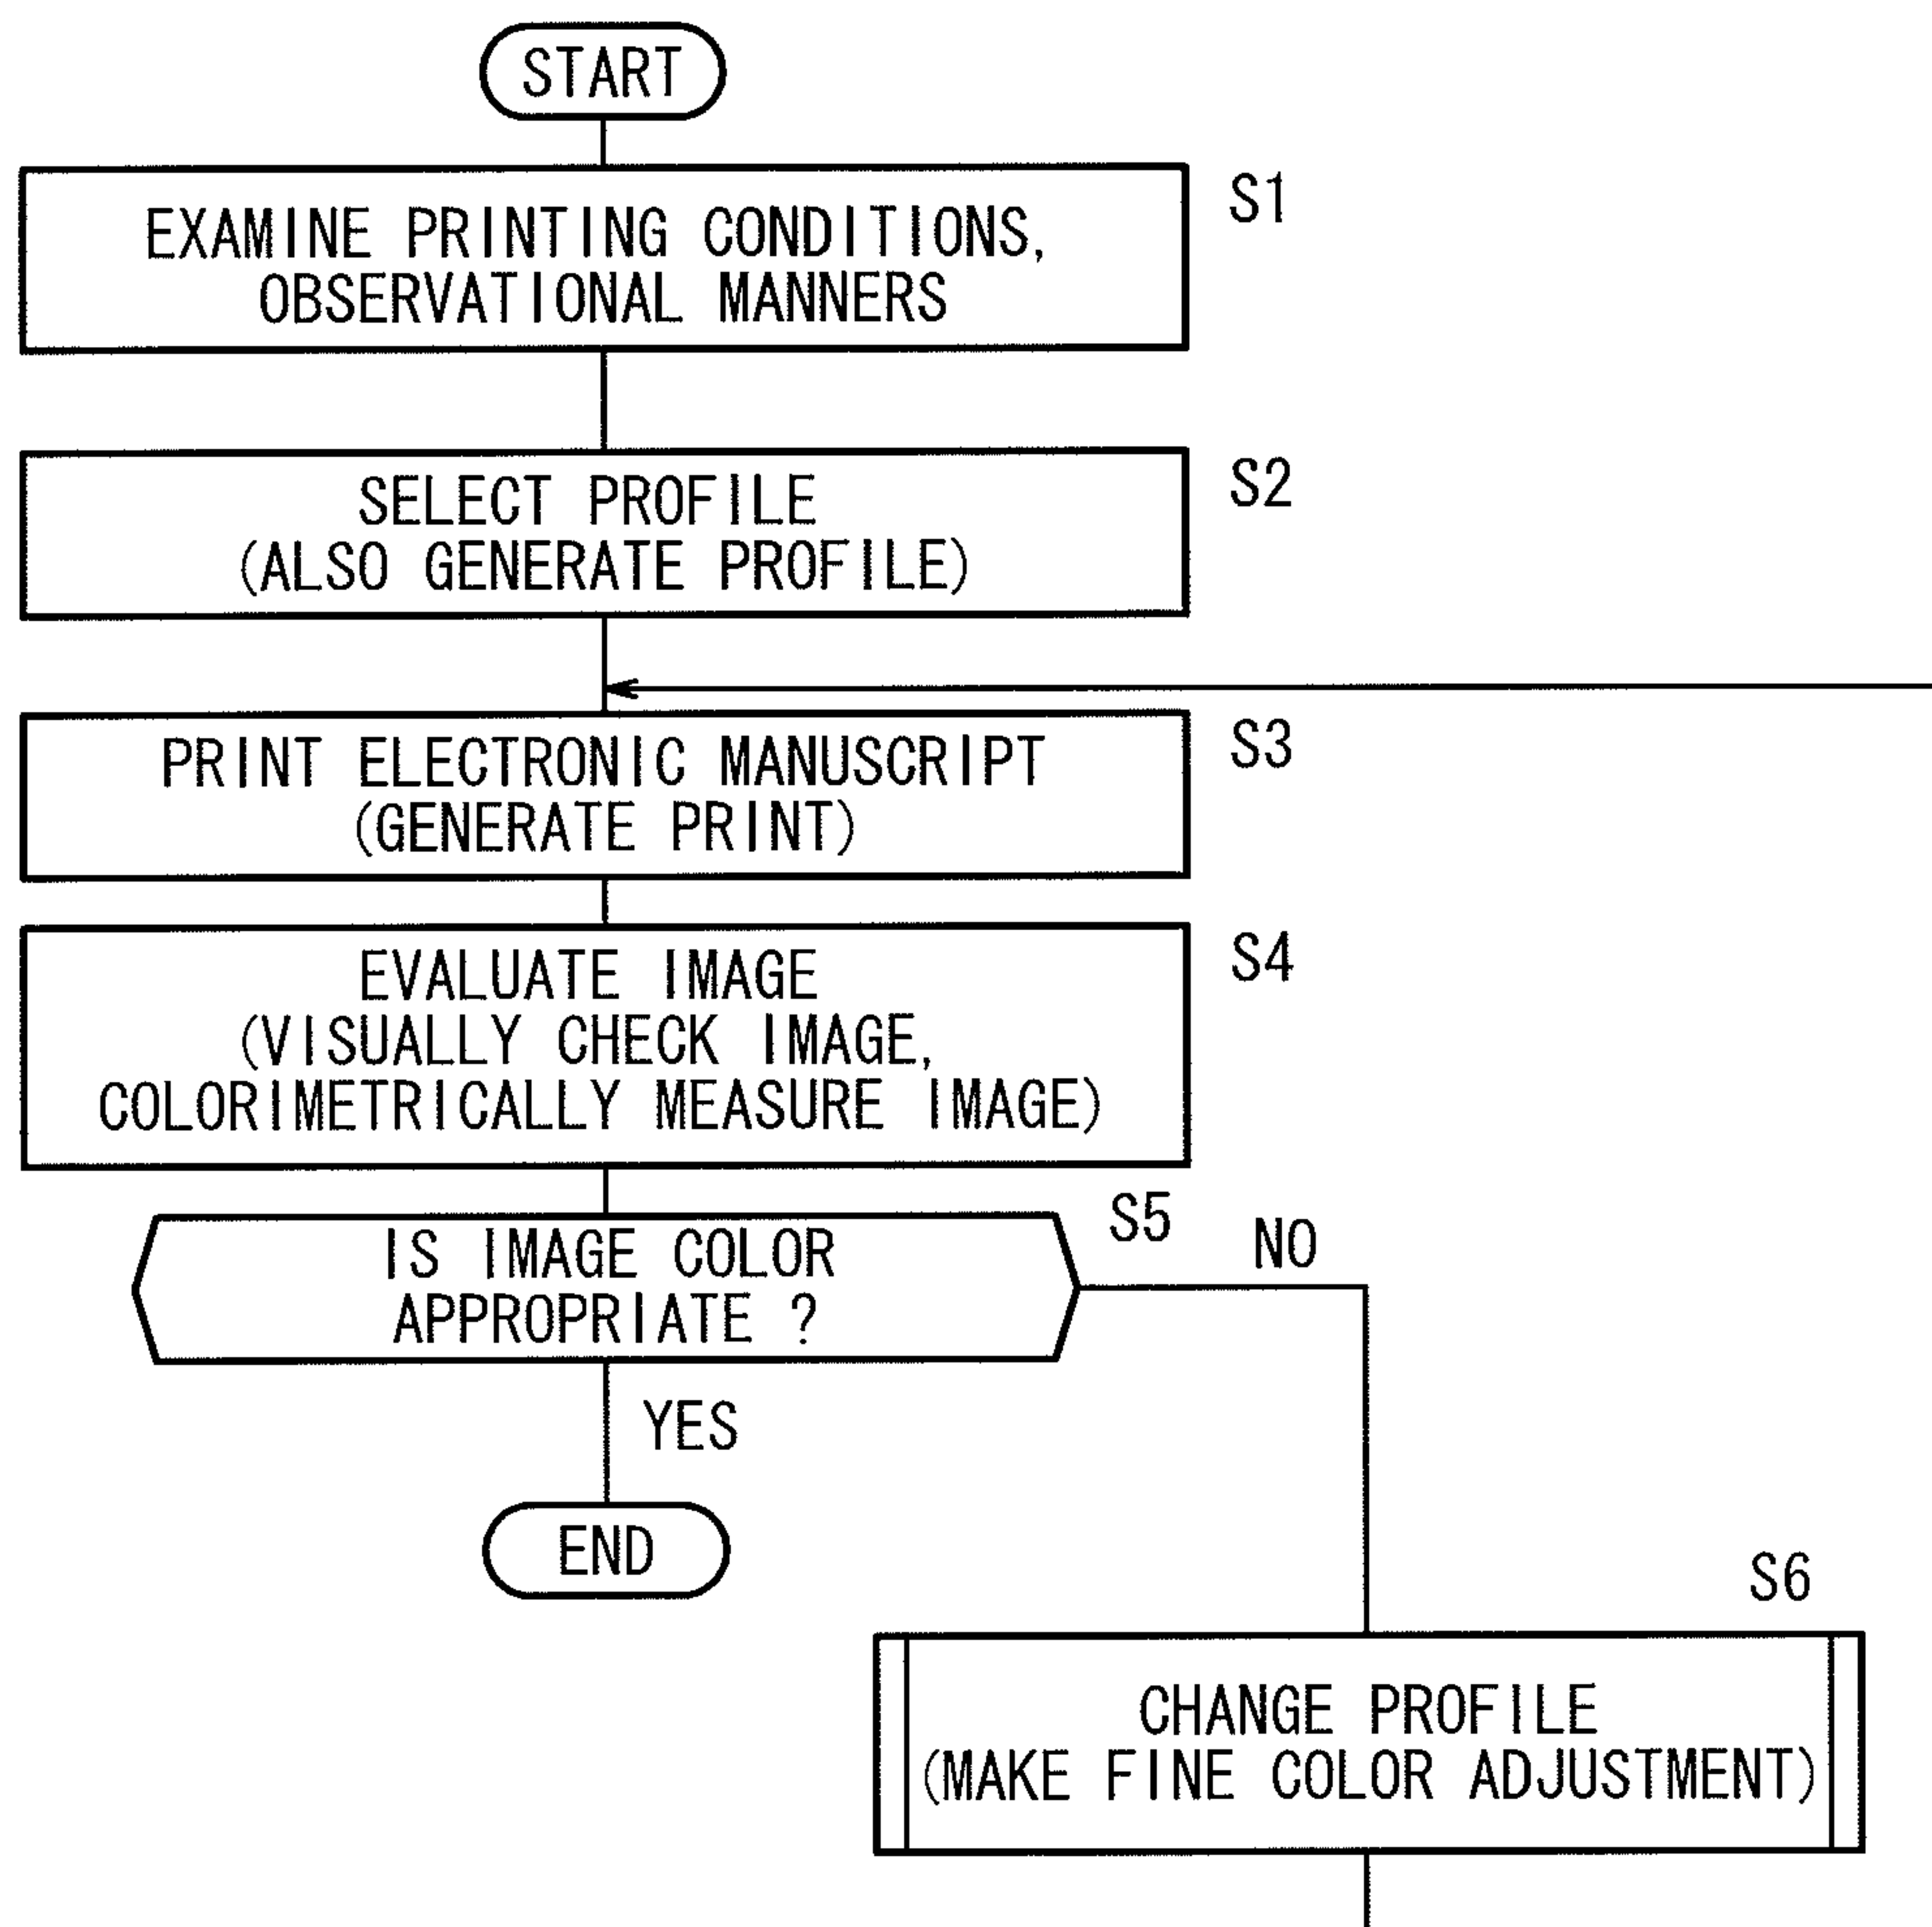 START
S1
EXAMINE PRINTING CONDITIONS,
OBSERVATIONAL MANNERS
S2
SELECT PROFILE
(ALSO GENERATE PROFILE)
S3
PRINT ELECTRONIC MANUSCRIPT
(GENERATE PRINT)
S4
EVALUATE IMAGE
(VISUALLY CHECK IMAGE,
COLORIMETRICALLY MEASURE IMAGE)
S5
IS IMAGE COLOR
APPROPRIATE ?
NO
YES
END
S6
CHANGE PROFILE
(MAKE FINE COLOR ADJUSTMENT)